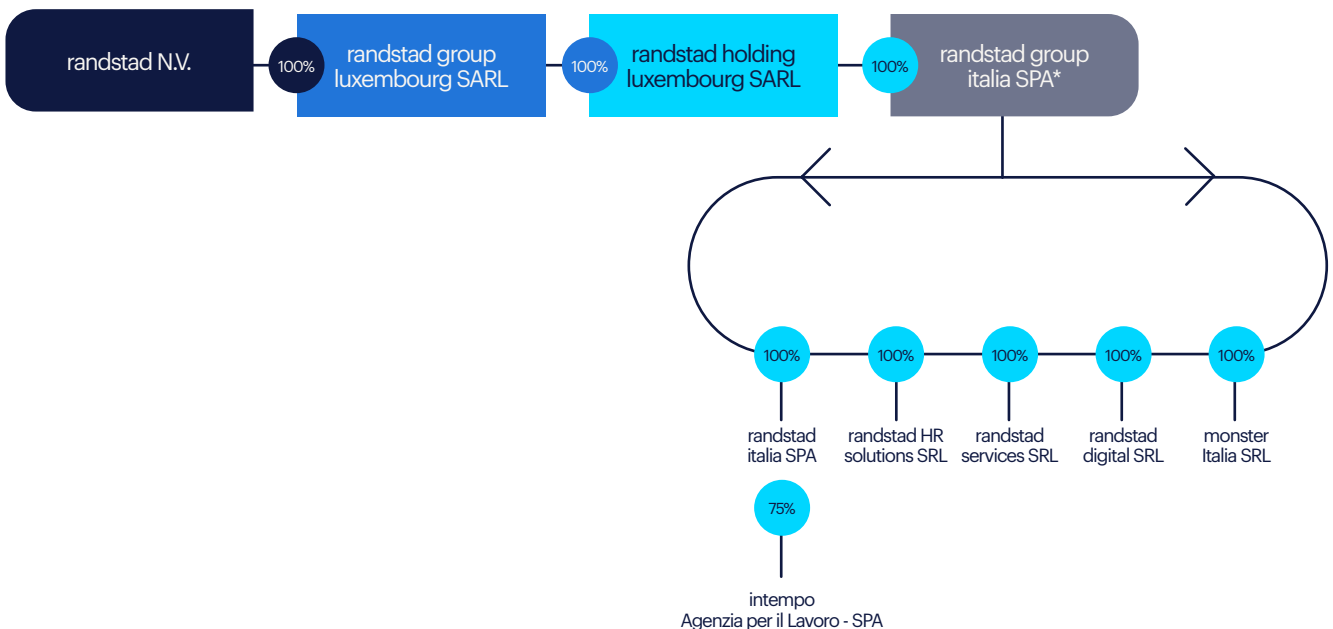 randstad N.V.
100%
randstad group
luxembourg SARL
100%
randstad holding
luxembourg SARL
100%
randstad group
italia SPA*
100%
100%
100%
100%
100%
randstad
italia SPA
randstad HR
solutions SRL
randstad
services SRL
randstad
digital SRL
monster
Italia SRL
75%
intempo
Agenzia per il Lavoro - SPA